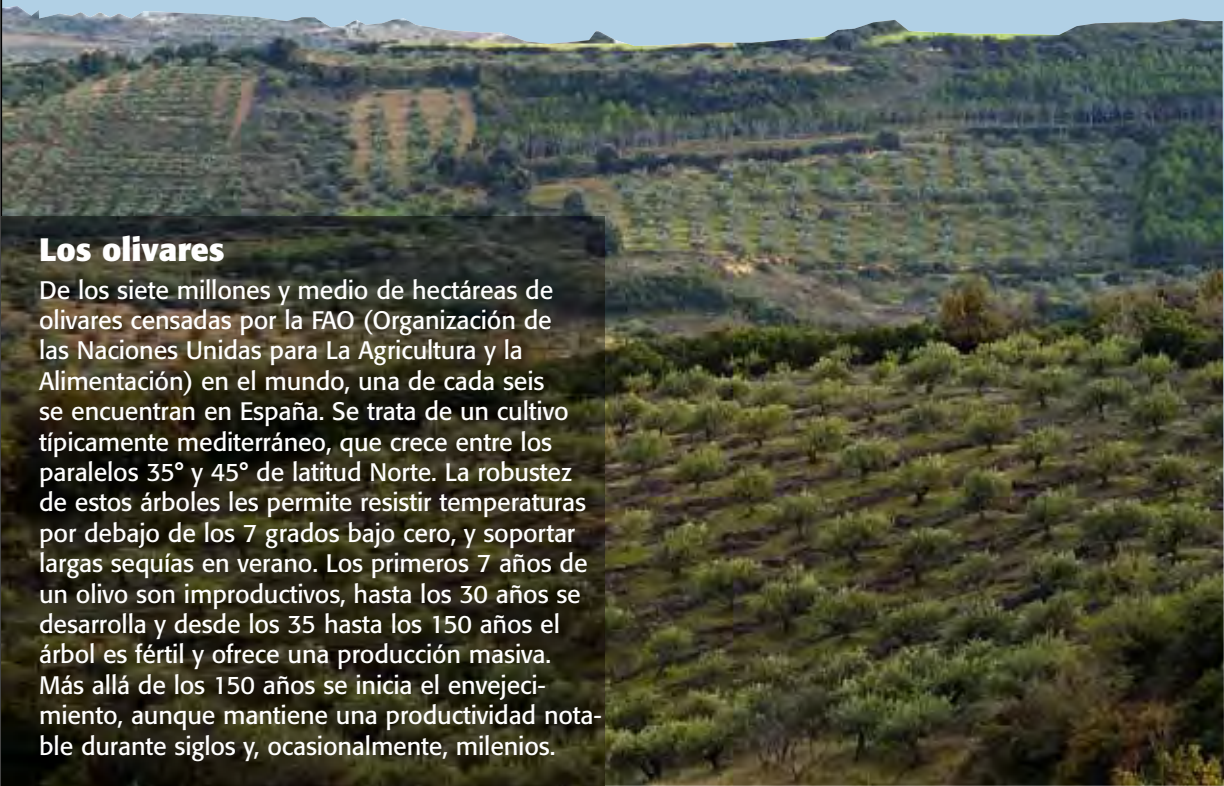 Los olivares
De los siete millones y medio de hectáreas de
olivares censadas por la FAO (Organización de
las Naciones Unidas para La Agricultura y la
Alimentación) en el mundo, una de cada seis
se encuentran en España. Se trata de un cultivo
típicamente mediterráneo, que crece entre los
paralelos 35° y 45° de latitud Norte. La robustez
de estos árboles les permite resistir temperaturas
por debajo de los 7 grados bajo cero, y soportar
largas sequías en verano. Los primeros 7 años de
un olivo son improductivos, hasta los 30 años se
desarrolla y desde los 35 hasta los 150 años el
árbol es fértil y ofrece una producción masiva.
Más allá de los 150 años se inicia el envejeci-
miento, aunque mantiene una productividad nota-
ble durante siglos y, ocasionalmente, milenios.